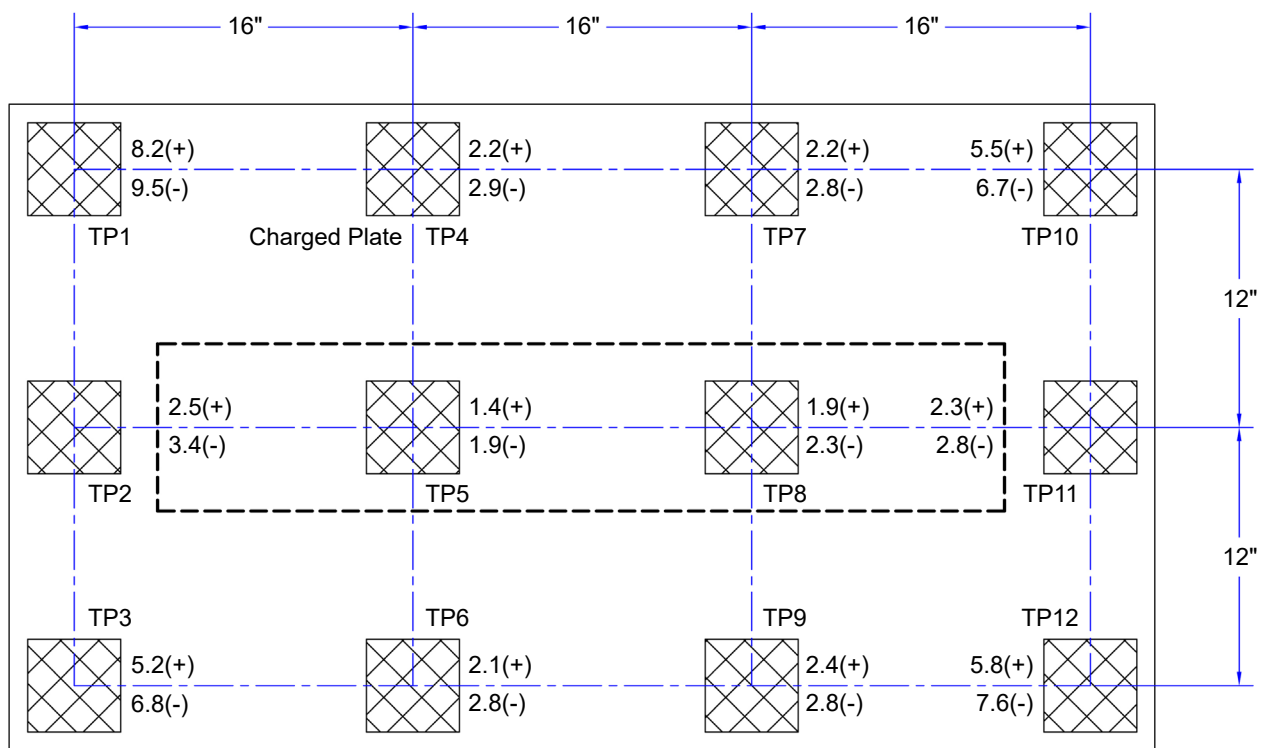 16" 16" 16"
8.2(+) 2.2(+) 2.2(+) 5.5(+)
9.5(-) 2.9(-) 2.8(-) 6.7(-)
TP1 Charged Plate TP4 TP7 TP10
12"
2.5(+) 1.4(+) 1.9(+) 2.3(+)
3.4(-) 1.9(-) 2.3(-) 2.8(-)
TP2 TP5 TP8 TP11
12"
TP3 TP6 TP9 TP12
5.2(+) 2.1(+) 2.4(+) 5.8(+)
6.8(-) 2.8(-) 2.8(-) 7.6(-)